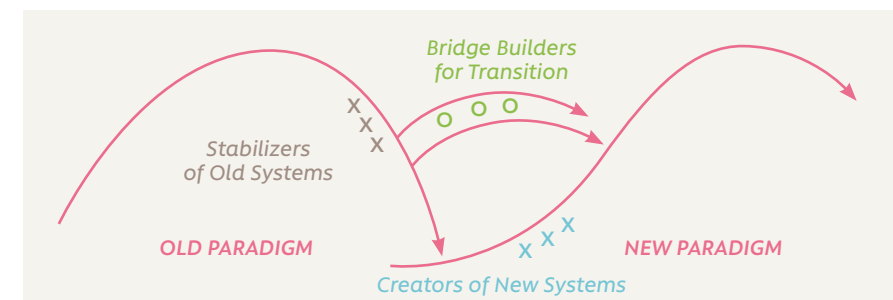 Bridge Builders
for Transition
X
X
X
O O O
Stabilizers
of Old Systems
OLD PARADIGM
X X X
NEW PARADIGM
Creators of New Systems